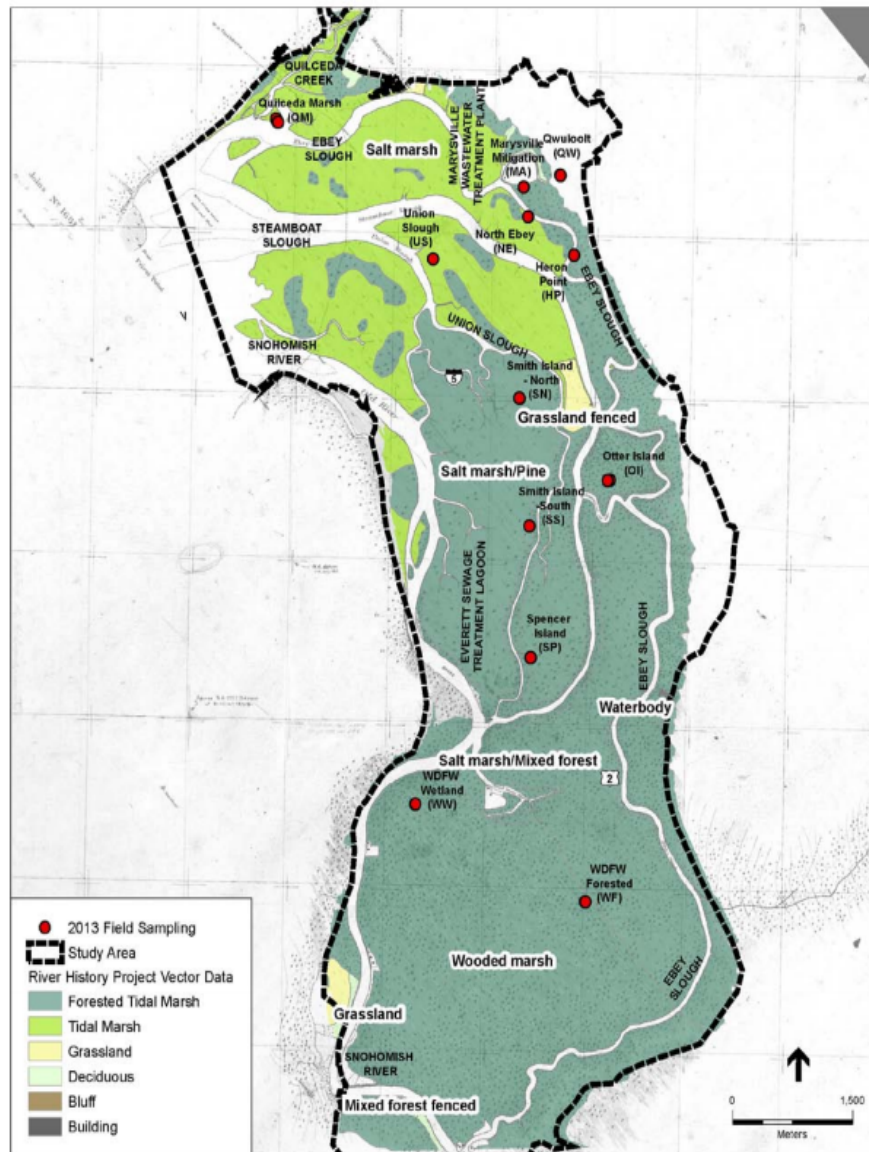 QUILCEDA
CREEK
Quilceda Marsh
(QM)
EBEY
SLOUGH
Salt marsh
MARYSVILLE
WASTEWATER
TREATMENT PLANT
Marysville
Mitigation
(MA)
Qwuloolt
(QW)
STEAMBOAT
SLOUGH
Union
Slough
(US)
North Ebey
(NE)
Heron
Point
(HP)
EBEY SLOUGH
SNOHOMISH
RIVER
UNION SLOUGH
5
Smith Island
- North
(SN)
Grassland fenced
Salt marsh/Pine
Otter Island
(OI)
Smith Island
-South
(SS)
EVERETT SEWAGE
TREATMENT LAGOON
Spencer
Island
(SP)
EBEY SLOUGH
Waterbody
Salt marsh/Mixed forest
2
WDFW
Wetland
(WW)
WDFW
Forested
(WF)
Wooded marsh
EBEY
SLOUGH
Grassland
SNOHOMISH
RIVER
Mixed forest fenced
2013 Field Sampling
Study Area
River History Project Vector Data
Forested Tidal Marsh
Tidal Marsh
Grassland
Deciduous
Bluff
Building
0 1,500
Meters